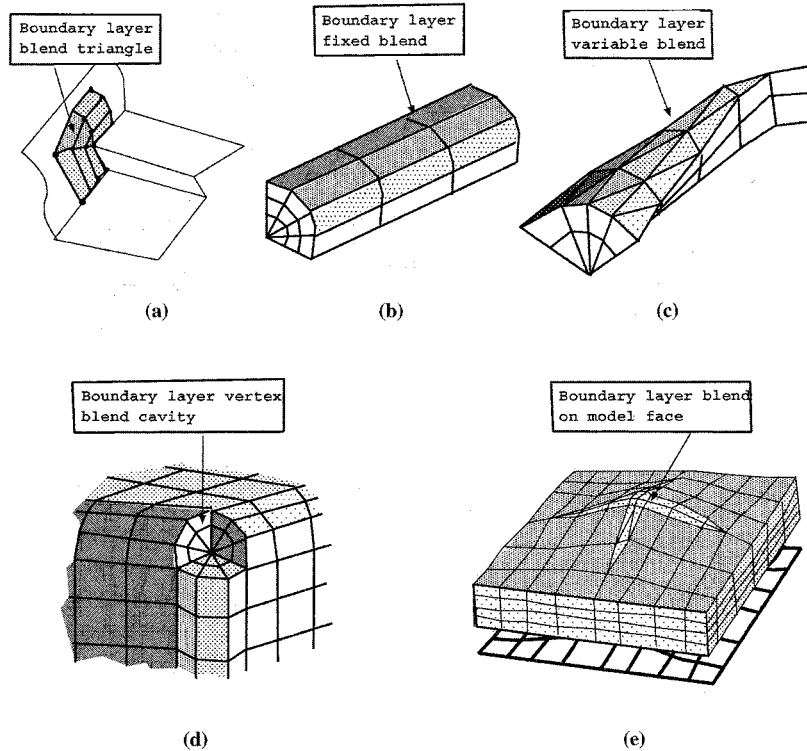 Boundary layer
blend triangle
Boundary layer
fixed blend
Boundary layer
variable blend
(a)
(b)
(c)
Boundary layer vertex
blend cavity
Boundary layer blend
on model face
(d)
(e)